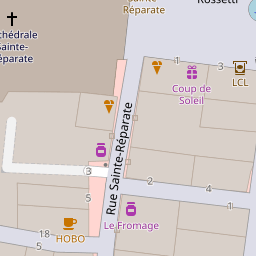 Sainte-
Réparate
Rossetti
Sainte-
Réparate
1
3
Coup de
Soleil
LCL
Rue Sainte-Réparate
3
2
4
1
Le Fromage
18
HOBO
5